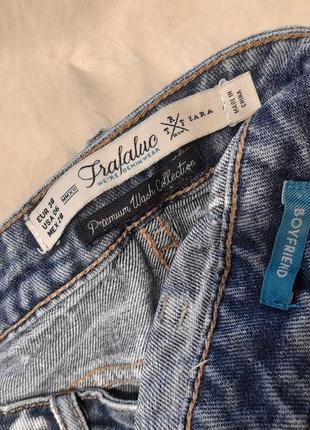 EUR 38
USA 06
MEX 28
Trafaluc
WE'RE DENIMWEAR
TRF
ZARA
MADE IN
CHINA
Premium Wash Collection
BOYFRIEND